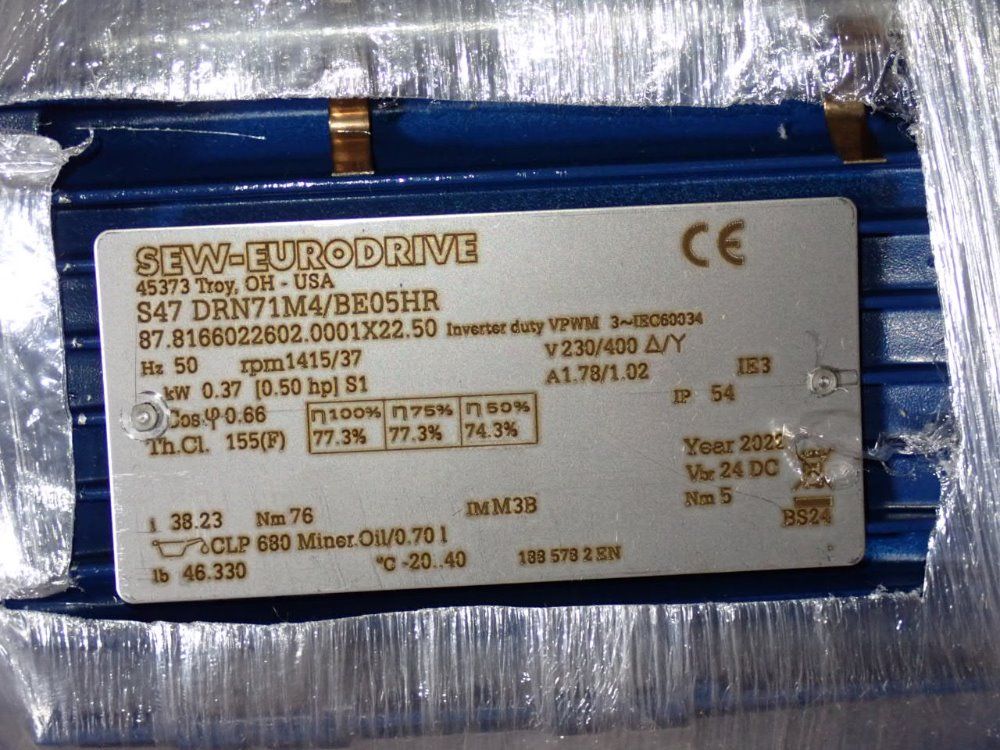 SEW-EURODRIVE
CE
45373 Troy, OH - USA
S47 DRN71M4/BE05HR
87.8166022602.0001X22.50 Inverter duty VPWM 3~IEC60034
Hz 50 rpm1415/37 V 230/400 Δ/Y
kW 0.37 [0.50 hp] S1 A1.78/1.02 IE3
Cos φ 0.66 η100% η75% η50% IP 54
Th.Cl. 155(F) 77.3% 77.3% 74.3%
Year 2022
Vbr 24 DC
i 38.23 Nm 76 IM M3B Nm 5
BS24
CLP 680 Miner.Oil/0.70 l
lb 46.330 °C -20..40 188 578 2 EN